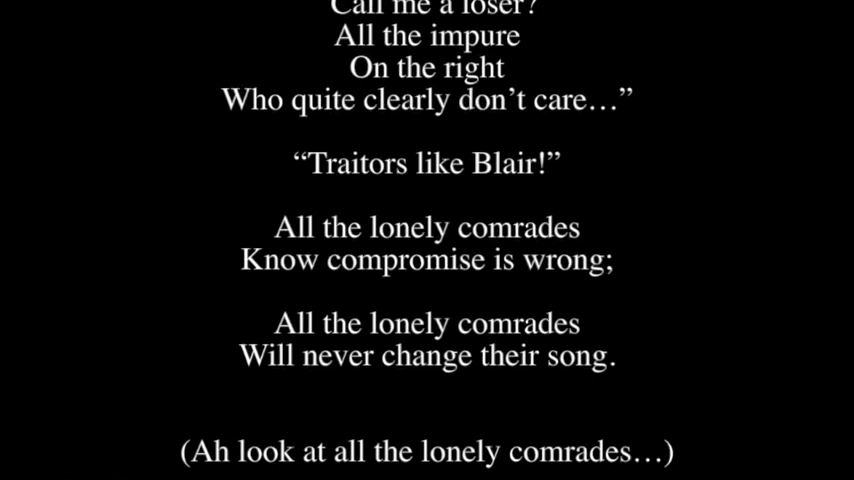 Call me a loser?
All the impure
On the right
Who quite clearly don’t care…”
“Traitors like Blair!”
All the lonely comrades
Know compromise is wrong;
All the lonely comrades
Will never change their song.
(Ah look at all the lonely comrades…)